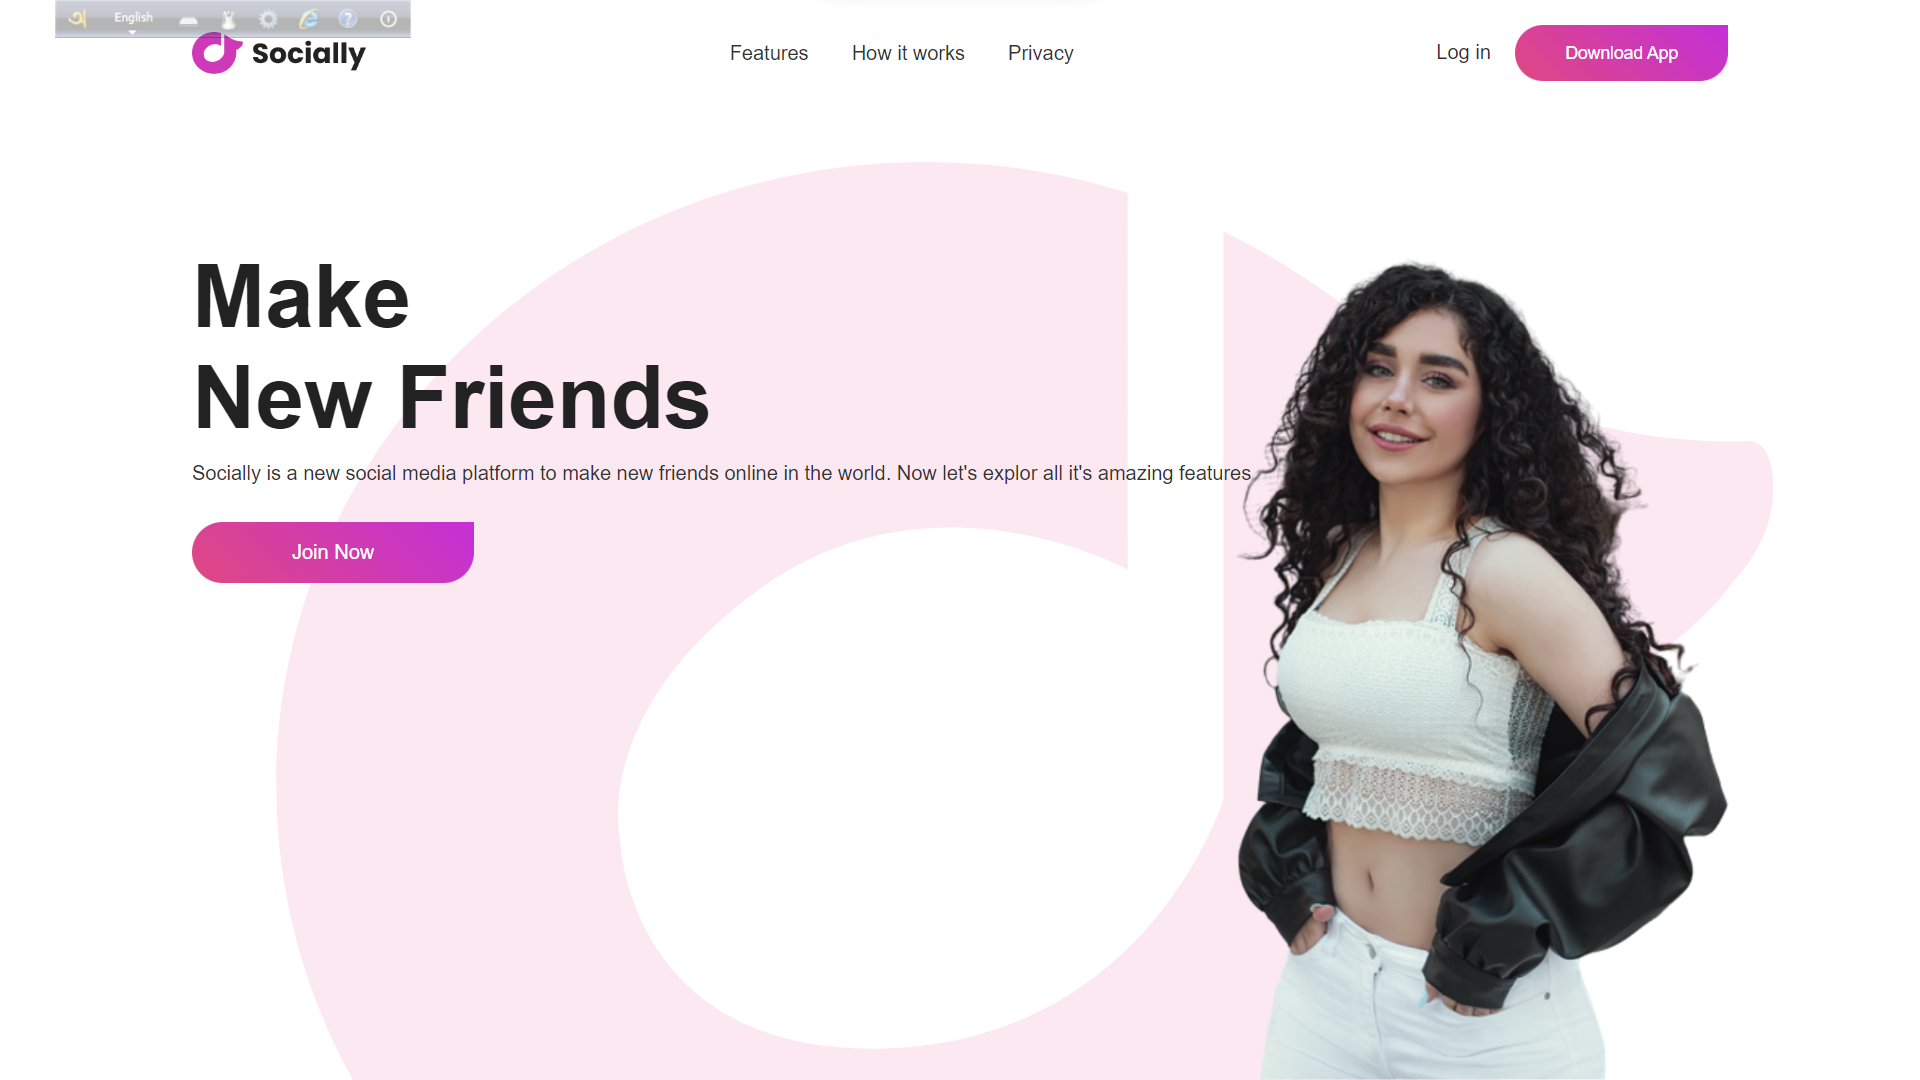 অ English
Socially
Features How it works Privacy
Log in Download App
Make
New Friends
Socially is a new social media platform to make new friends online in the world. Now let's explor all it's amazing features
Join Now